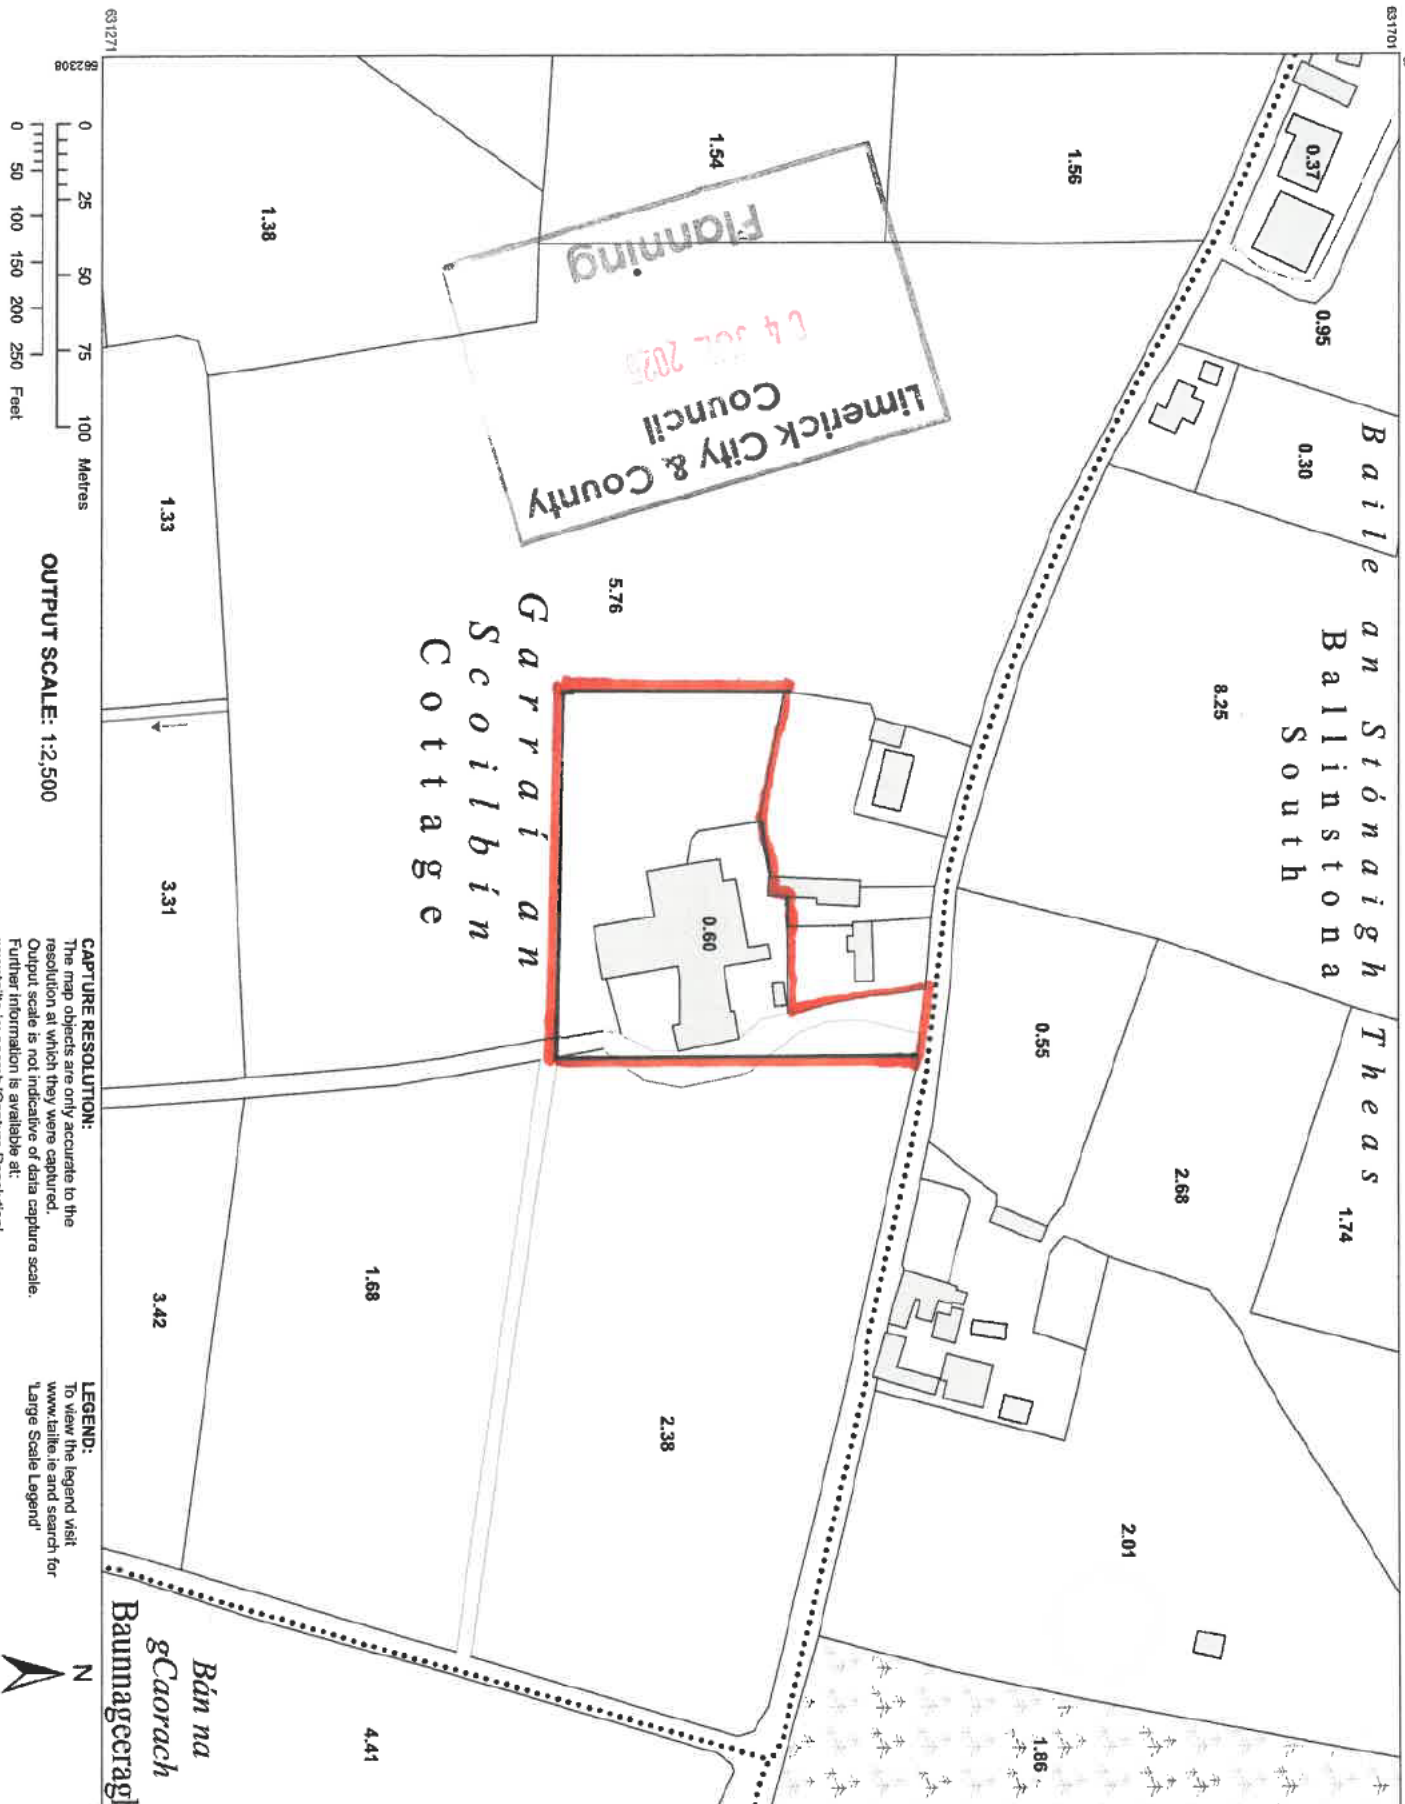 631271
631701
662308
Baile an Stónaigh Theas
Ballinstona
South
0.37
0.95
0.30
8.25
1.74
2.68
0.55
2.01
1.86
1.56
1.54
1.38
5.76
0.60
Garraí an
Scoilbín
Cottage
1.33
3.31
2.38
1.68
3.42
4.41
Bán na
gCaorach
Limerick City & County
Council
2025
Planning
0 25 50 75 100 Metres
0 50 100 150 200 250 Feet
OUTPUT SCALE: 1:2,500
CAPTURE RESOLUTION:
The map objects are only accurate to the
resolution at which they were captured.
Output scale is not indicative of data capture scale.
Further information is available at:
LEGEND:
To view the legend visit
www.tailte.ie and search for
'Large Scale Legend'
N